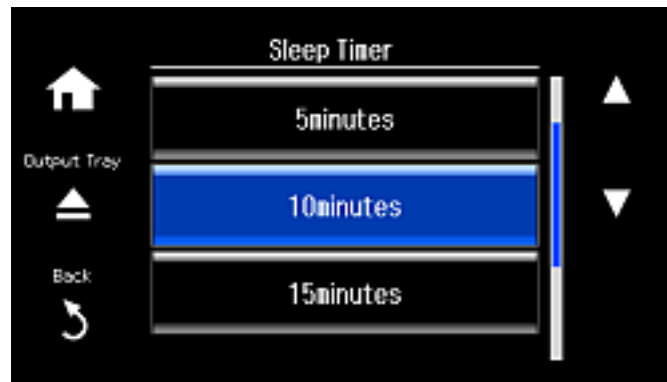 Sleep Timer
5minutes
Output Tray
10minutes
Back
15minutes